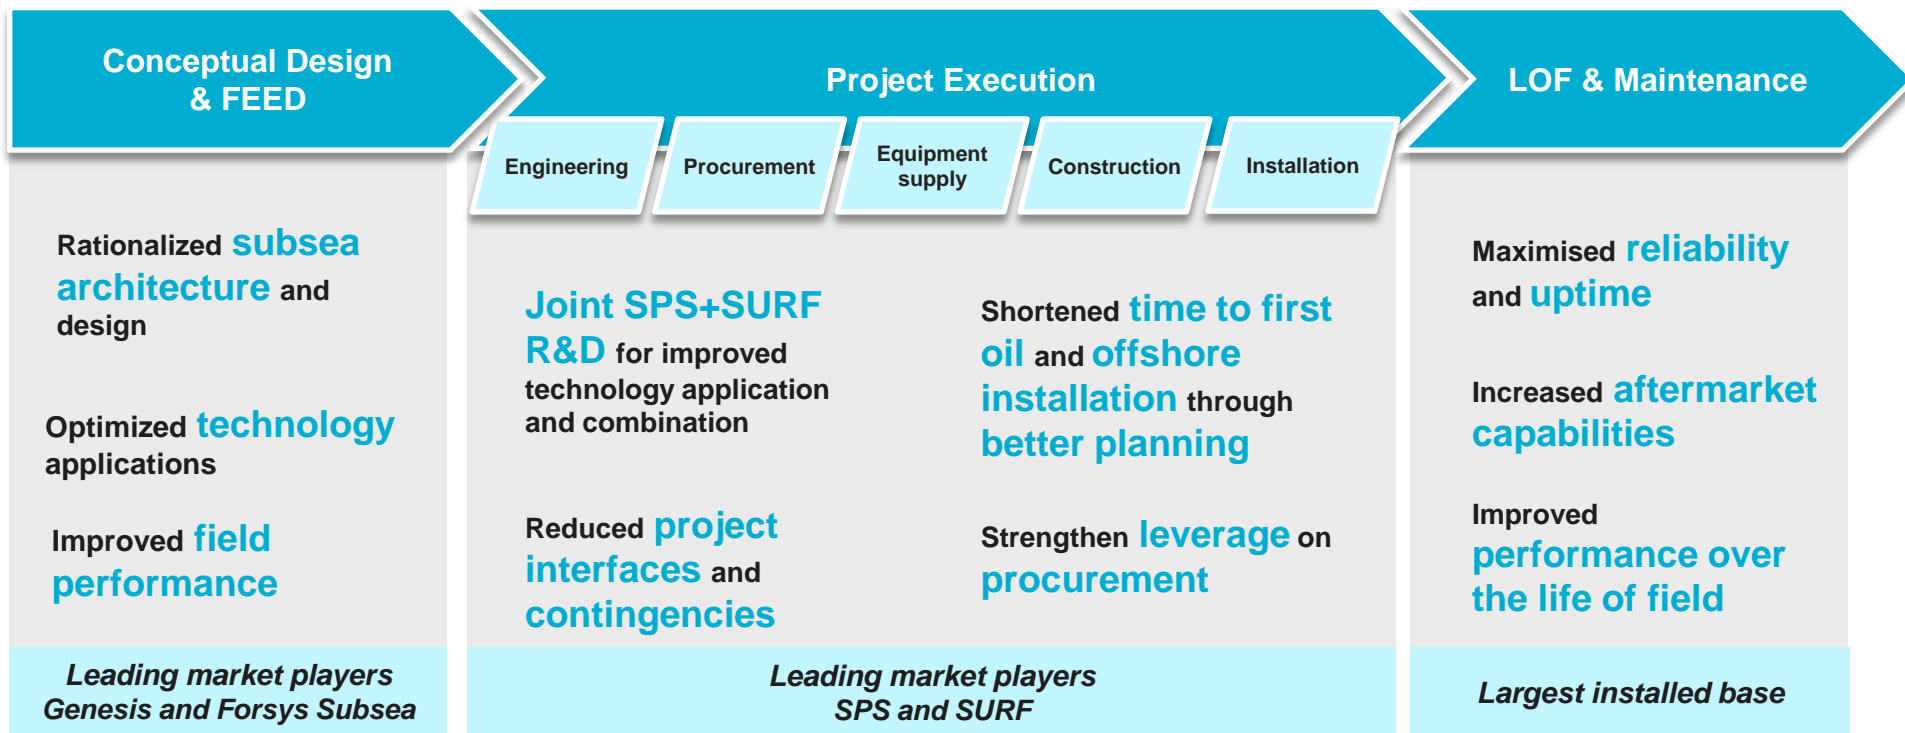 Conceptual Design
& FEED
Project Execution
LOF & Maintenance
Engineering
Procurement
Equipment
supply
Construction
Installation
Rationalized subsea
architecture and
design
Optimized technology
applications
Improved field
performance
Joint SPS+SURF
R&D for improved
technology application
and combination
Reduced project
interfaces and
contingencies
Shortened time to first
oil and offshore
installation through
better planning
Strengthen leverage on
procurement
Maximised reliability
and uptime
Increased aftermarket
capabilities
Improved
performance over
the life of field
Leading market players
Genesis and Forsys Subsea
Leading market players
SPS and SURF
Largest installed base